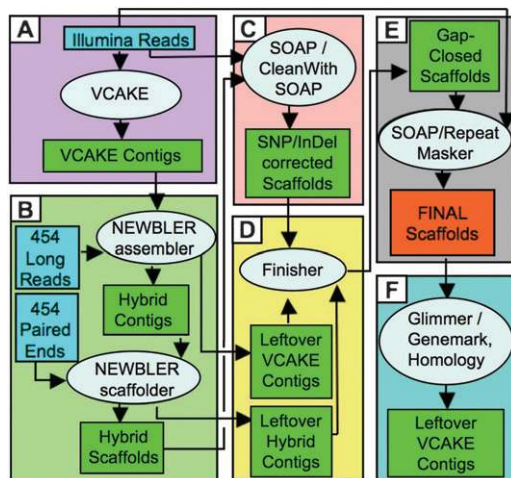 A
Illumina Reads
VCAKE
VCAKE Contigs
B
NEWBLER
assembler
454
Long
Reads
Hybrid
Contigs
454
Paired
Ends
NEWBLER
scaffolder
Hybrid
Scaffolds
C
SOAP /
CleanWith
SOAP
SNP/InDel
corrected
Scaffolds
D
Finisher
Leftover
VCAKE
Contigs
Leftover
Hybrid
Contigs
E
Gap-
Closed
Scaffolds
SOAP/Repeat
Masker
FINAL
Scaffolds
F
Glimmer /
Genemark,
Homology
Leftover
VCAKE
Contigs